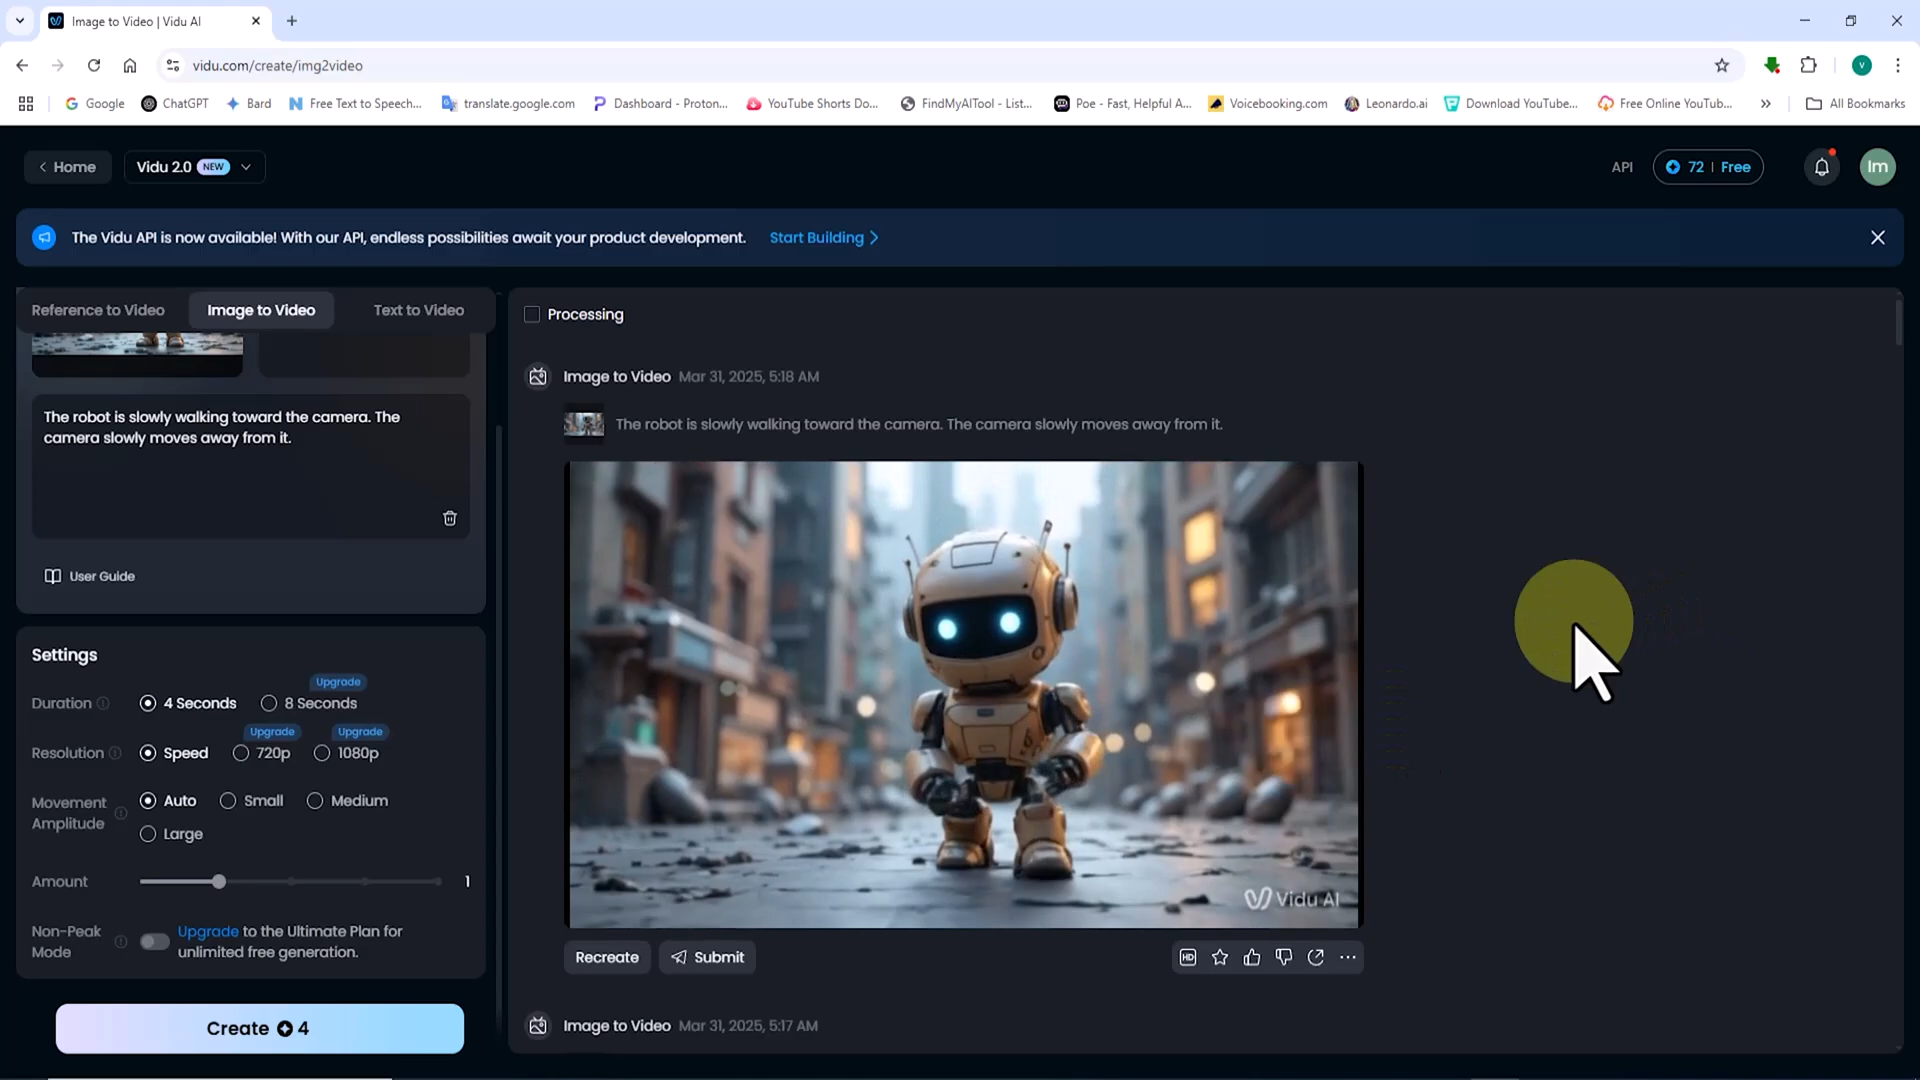 Image to Video | Vidu AI
vidu.com/create/img2video
V
Google
ChatGPT
Bard
Free Text to Speech...
translate.google.com
Dashboard - Proton...
YouTube Shorts Do...
FindMyAITool - List...
Poe - Fast, Helpful A...
Voicebooking.com
Leonardo.ai
Download YouTube...
Free Online YouTub...
All Bookmarks
Home
Vidu 2.0 NEW
API
72 | Free
Im
The Vidu API is now available! With our API, endless possibilities await your product development. Start Building
Reference to Video
Image to Video
Text to Video
The robot is slowly walking toward the camera. The
camera slowly moves away from it.
User Guide
Settings
Upgrade
Duration 4 Seconds 8 Seconds
Upgrade Upgrade
Resolution Speed 720p 1080p
Movement
Amplitude
Auto Small Medium
Large
Amount 1
Non-Peak
Mode
Upgrade to the Ultimate Plan for
unlimited free generation.
Create 4
Processing
Image to Video Mar 31, 2025, 5:18 AM
The robot is slowly walking toward the camera. The camera slowly moves away from it.
Vidu AI
Recreate
Submit
HD
Image to Video Mar 31, 2025, 5:17 AM